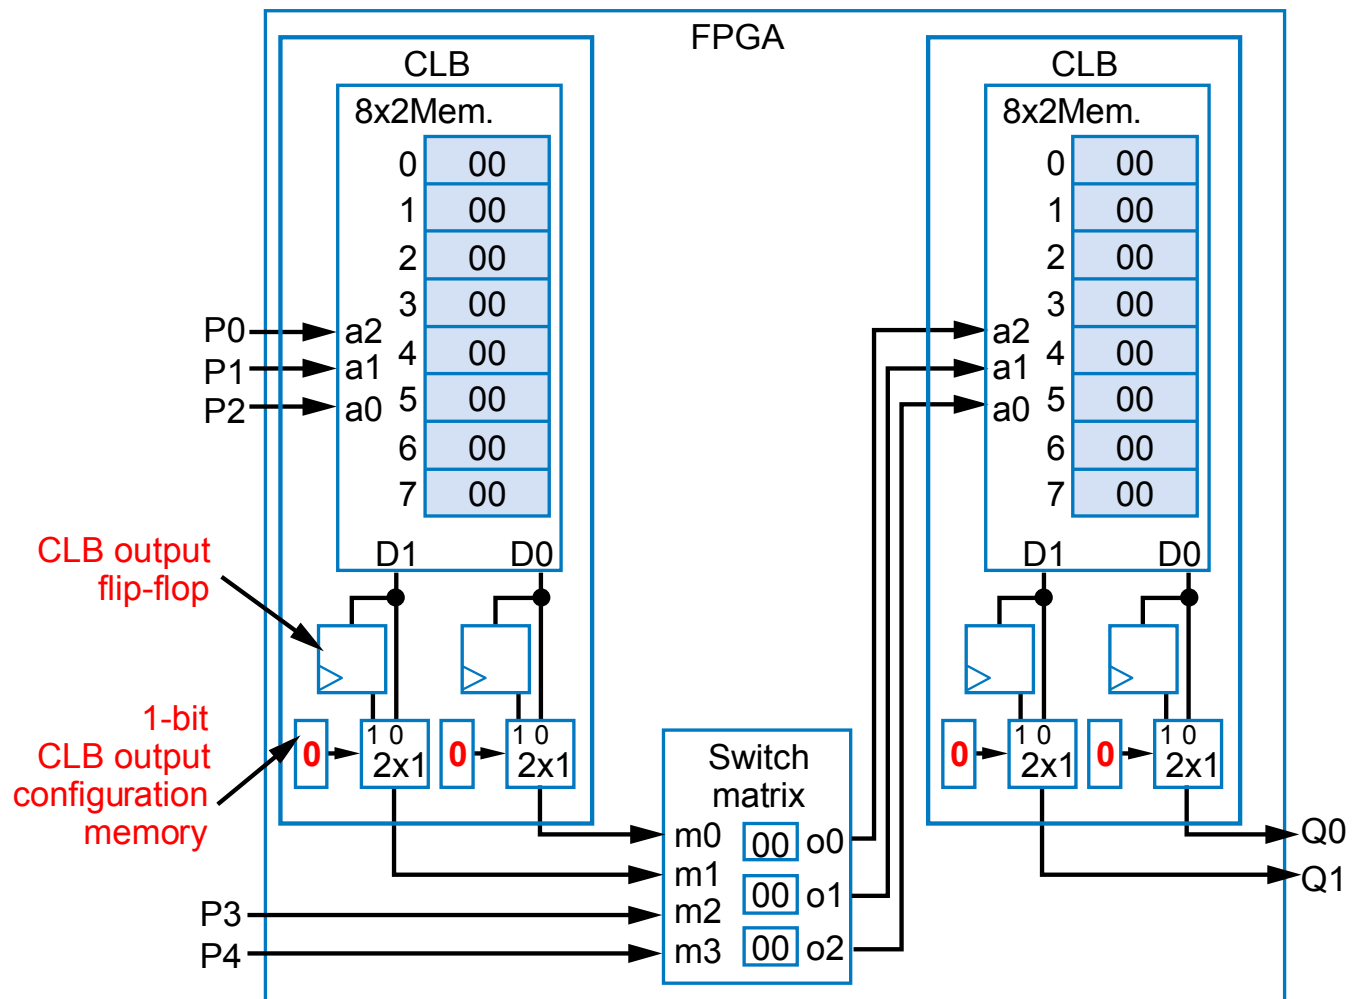 FPGA
CLB
8x2Mem.
0 00
1 00
2 00
3 00
4 00
5 00
6 00
7 00
P0
P1
P2
a2
a1
a0
D1 D0
CLB output
flip-flop
1-bit
CLB output
configuration
memory
0
1 0
2x1
0
1 0
2x1
P3
P4
Switch
matrix
m0 00 o0
m1
m2 00 o1
m3 00 o2
CLB
8x2Mem.
0 00
1 00
2 00
3 00
4 00
5 00
6 00
7 00
a2
a1
a0
D1 D0
0
1 0
2x1
0
1 0
2x1
Q0
Q1